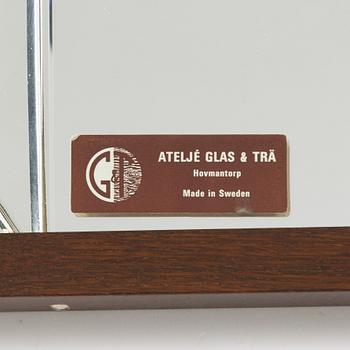 G
ATELJÉ GLAS & TRÄ
Hovmantorp
Made in Sweden